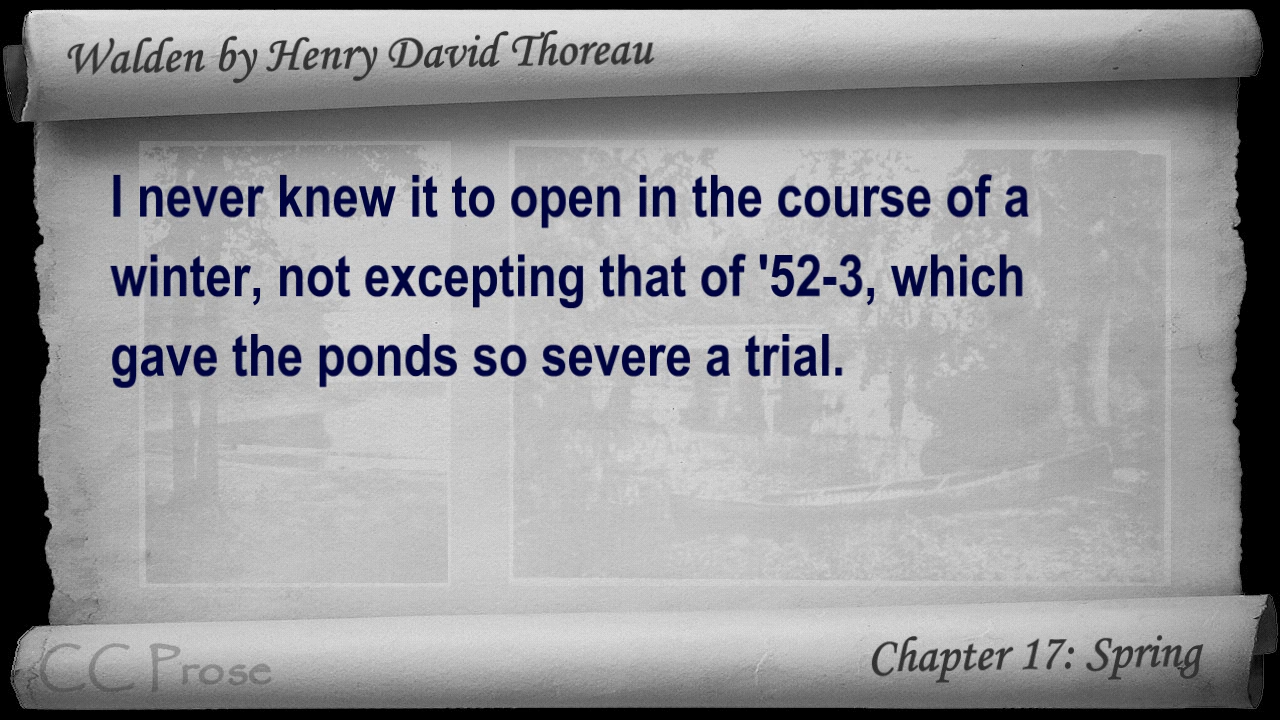 Walden by Henry David Thoreau
I never knew it to open in the course of a
winter, not excepting that of '52-3, which
gave the ponds so severe a trial.
CC Prose
Chapter 17: Spring